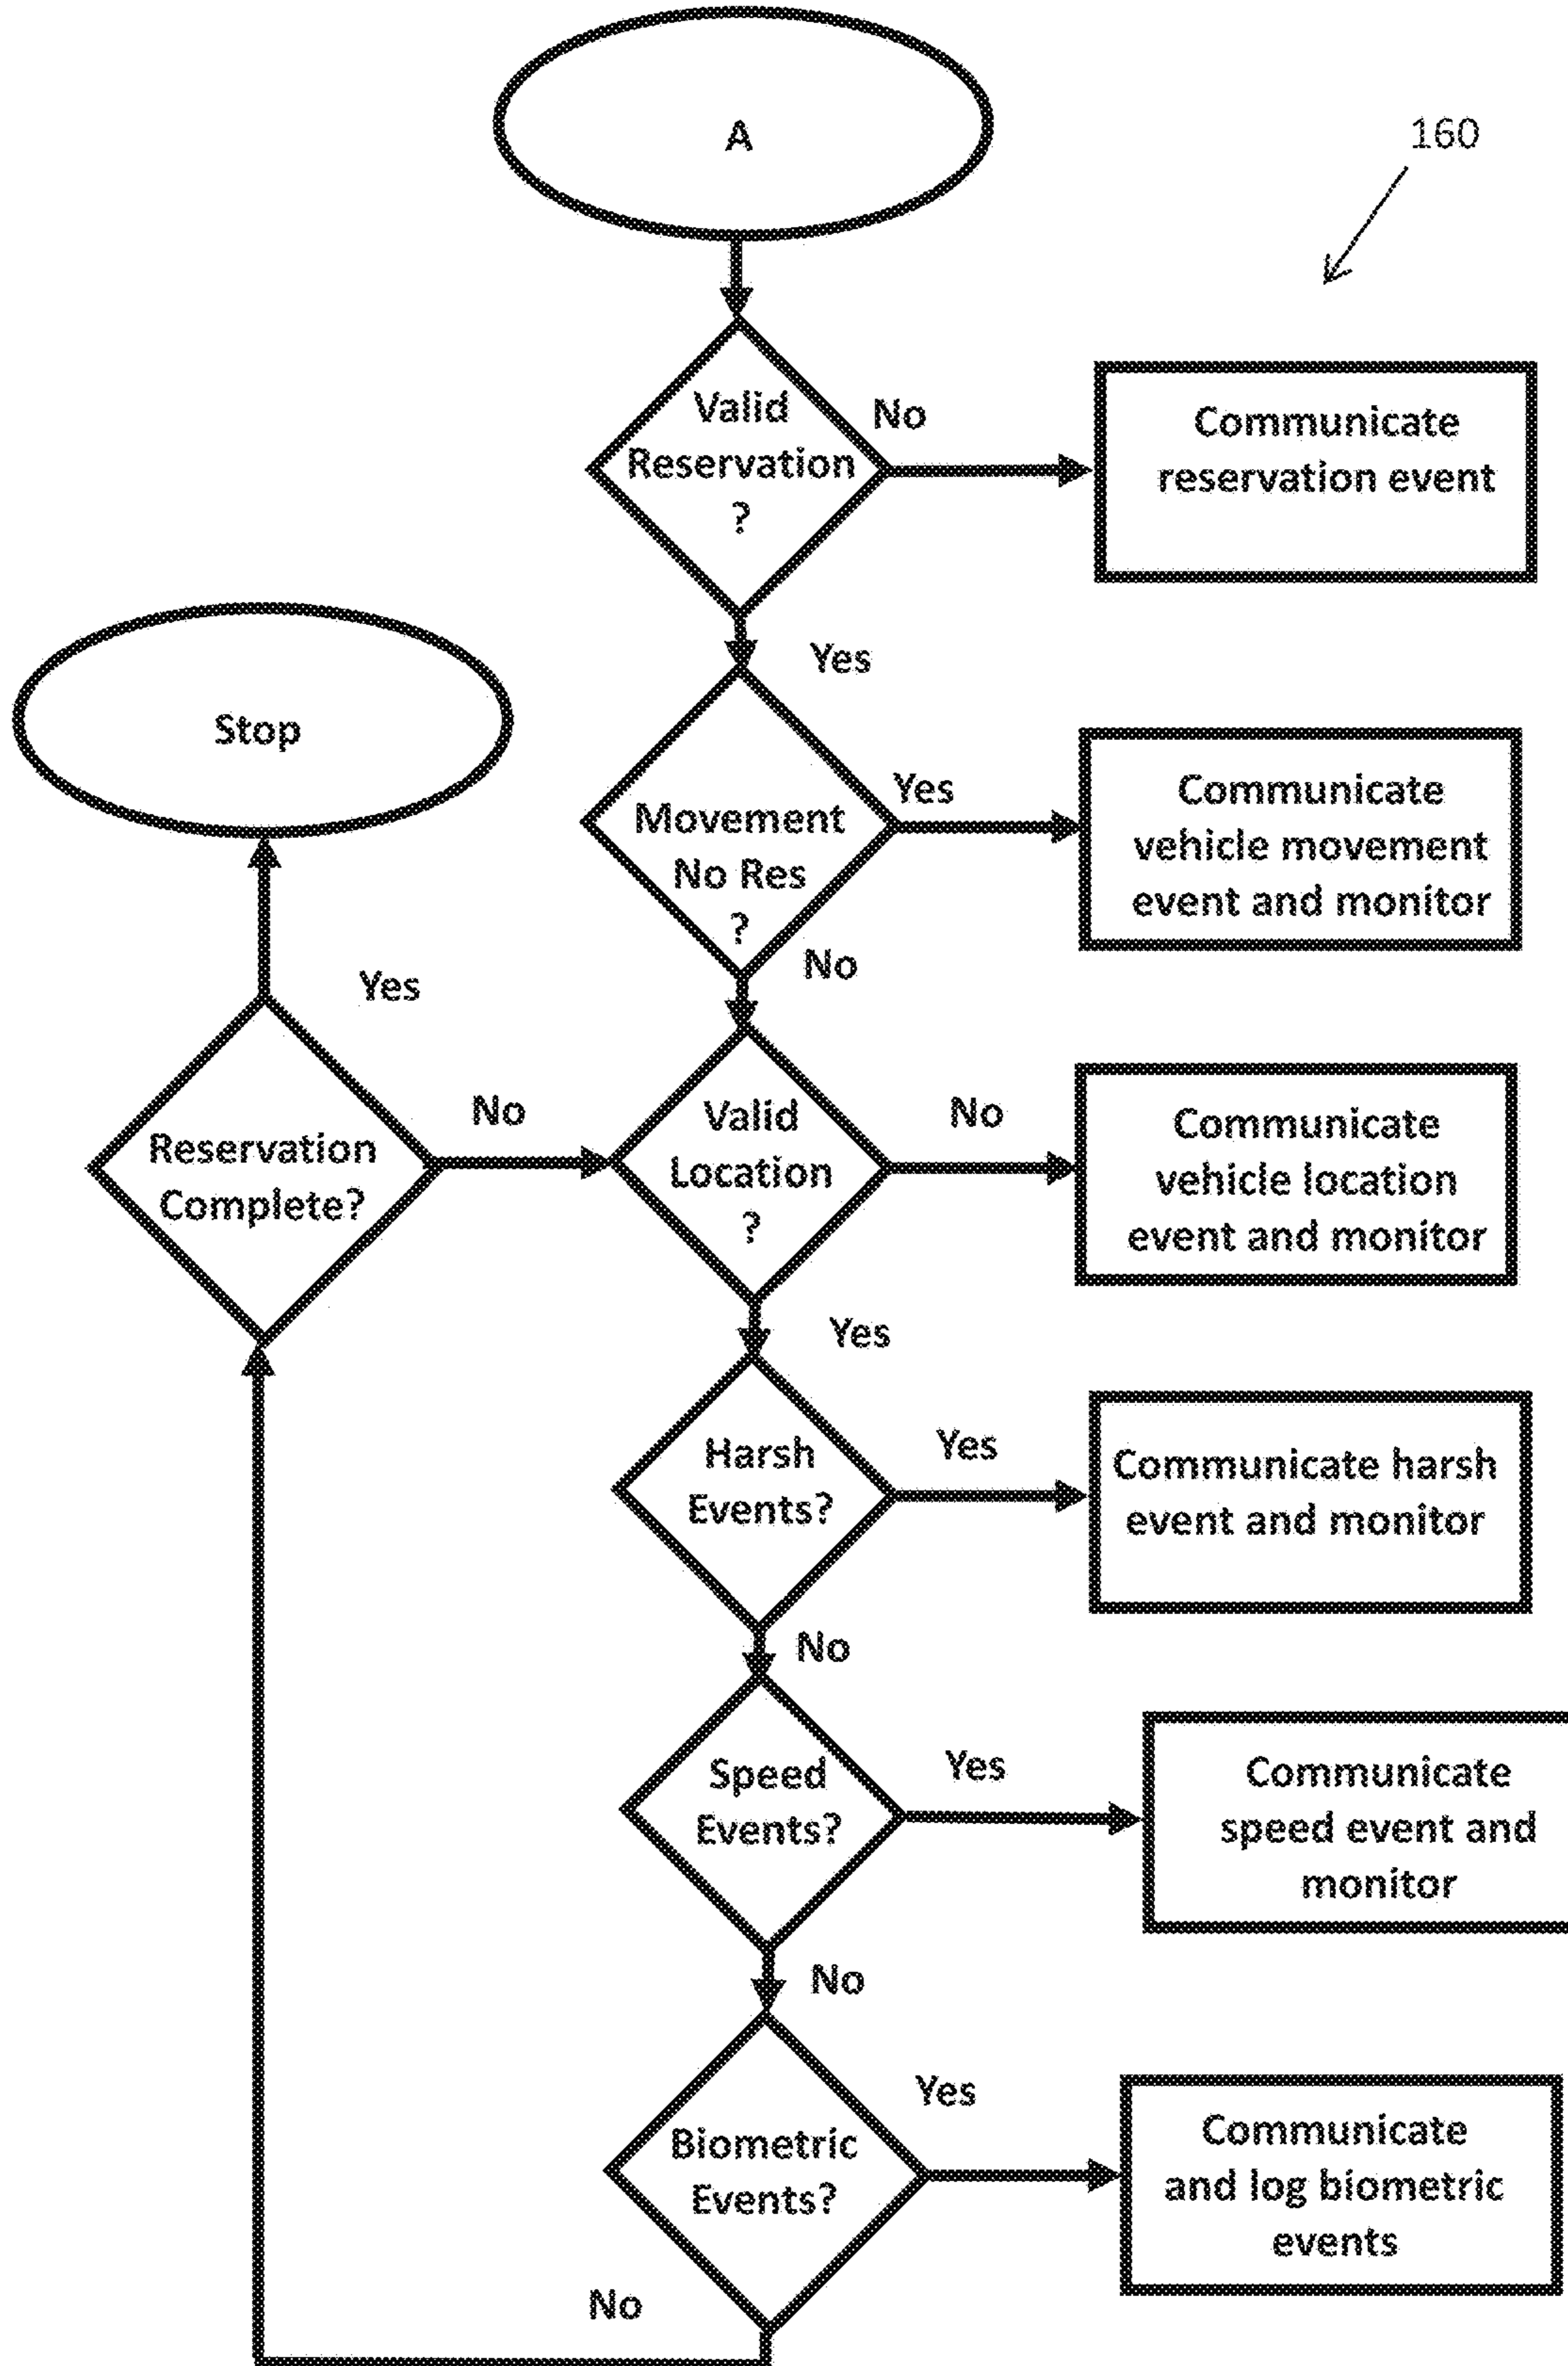 A
160
Valid
Reservation
?
No
Communicate
reservation event
Yes
Stop
Movement
No Res
?
Yes
Communicate
vehicle movement
event and monitor
No
Yes
Reservation
Complete?
No
Valid
Location
?
No
Communicate
vehicle location
event and monitor
Yes
Harsh
Events?
Yes
Communicate harsh
event and monitor
No
Speed
Events?
Yes
Communicate
speed event and
monitor
No
Biometric
Events?
Yes
Communicate
and log biometric
events
No